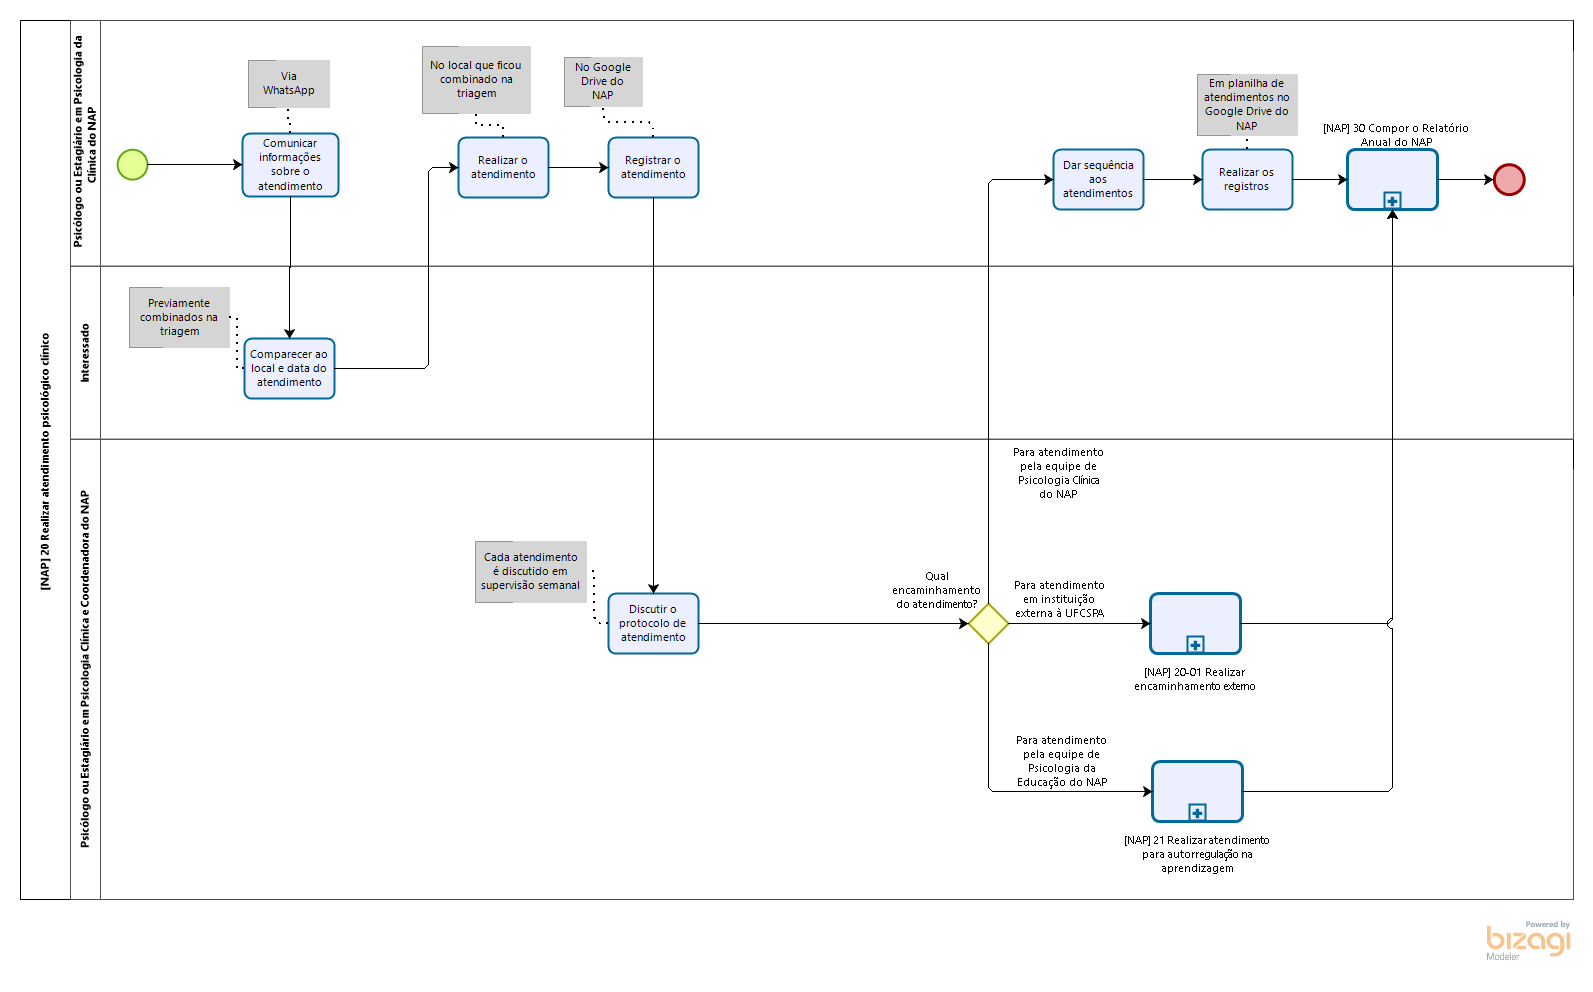 [NAP] 20 Realizar atendimento psicológico clínico
Psicólogo ou Estagiário em Psicologia da
Clínica do NAP
Via
WhatsApp
Comunicar
informações
sobre o
atendimento
No local que ficou
combinado na
triagem
Realizar o
atendimento
No Google
Drive do
NAP
Registrar o
atendimento
Dar sequência
aos
atendimentos
Em planilha de
atendimentos no
Google Drive do
NAP
Realizar os
registros
[NAP] 30 Compor o Relatório
Anual do NAP
Interessado
Previamente
combinados na
triagem
Comparecer ao
local e data do
atendimento
Psicólogo ou Estagiário em Psicologia Clínica e Coordenadora do NAP
Cada atendimento
é discutido em
supervisão semanal
Discutir o
protocolo de
atendimento
Qual
encaminhamento
do atendimento?
Para atendimento
pela equipe de
Psicologia Clínica
do NAP
Para atendimento
em instituição
externa à UFCSPA
[NAP] 20-01 Realizar
encaminhamento externo
Para atendimento
pela equipe de
Psicologia da
Educação do NAP
[NAP] 21 Realizar atendimento
para autorregulação na
aprendizagem
Powered by
bizagi
Modeler